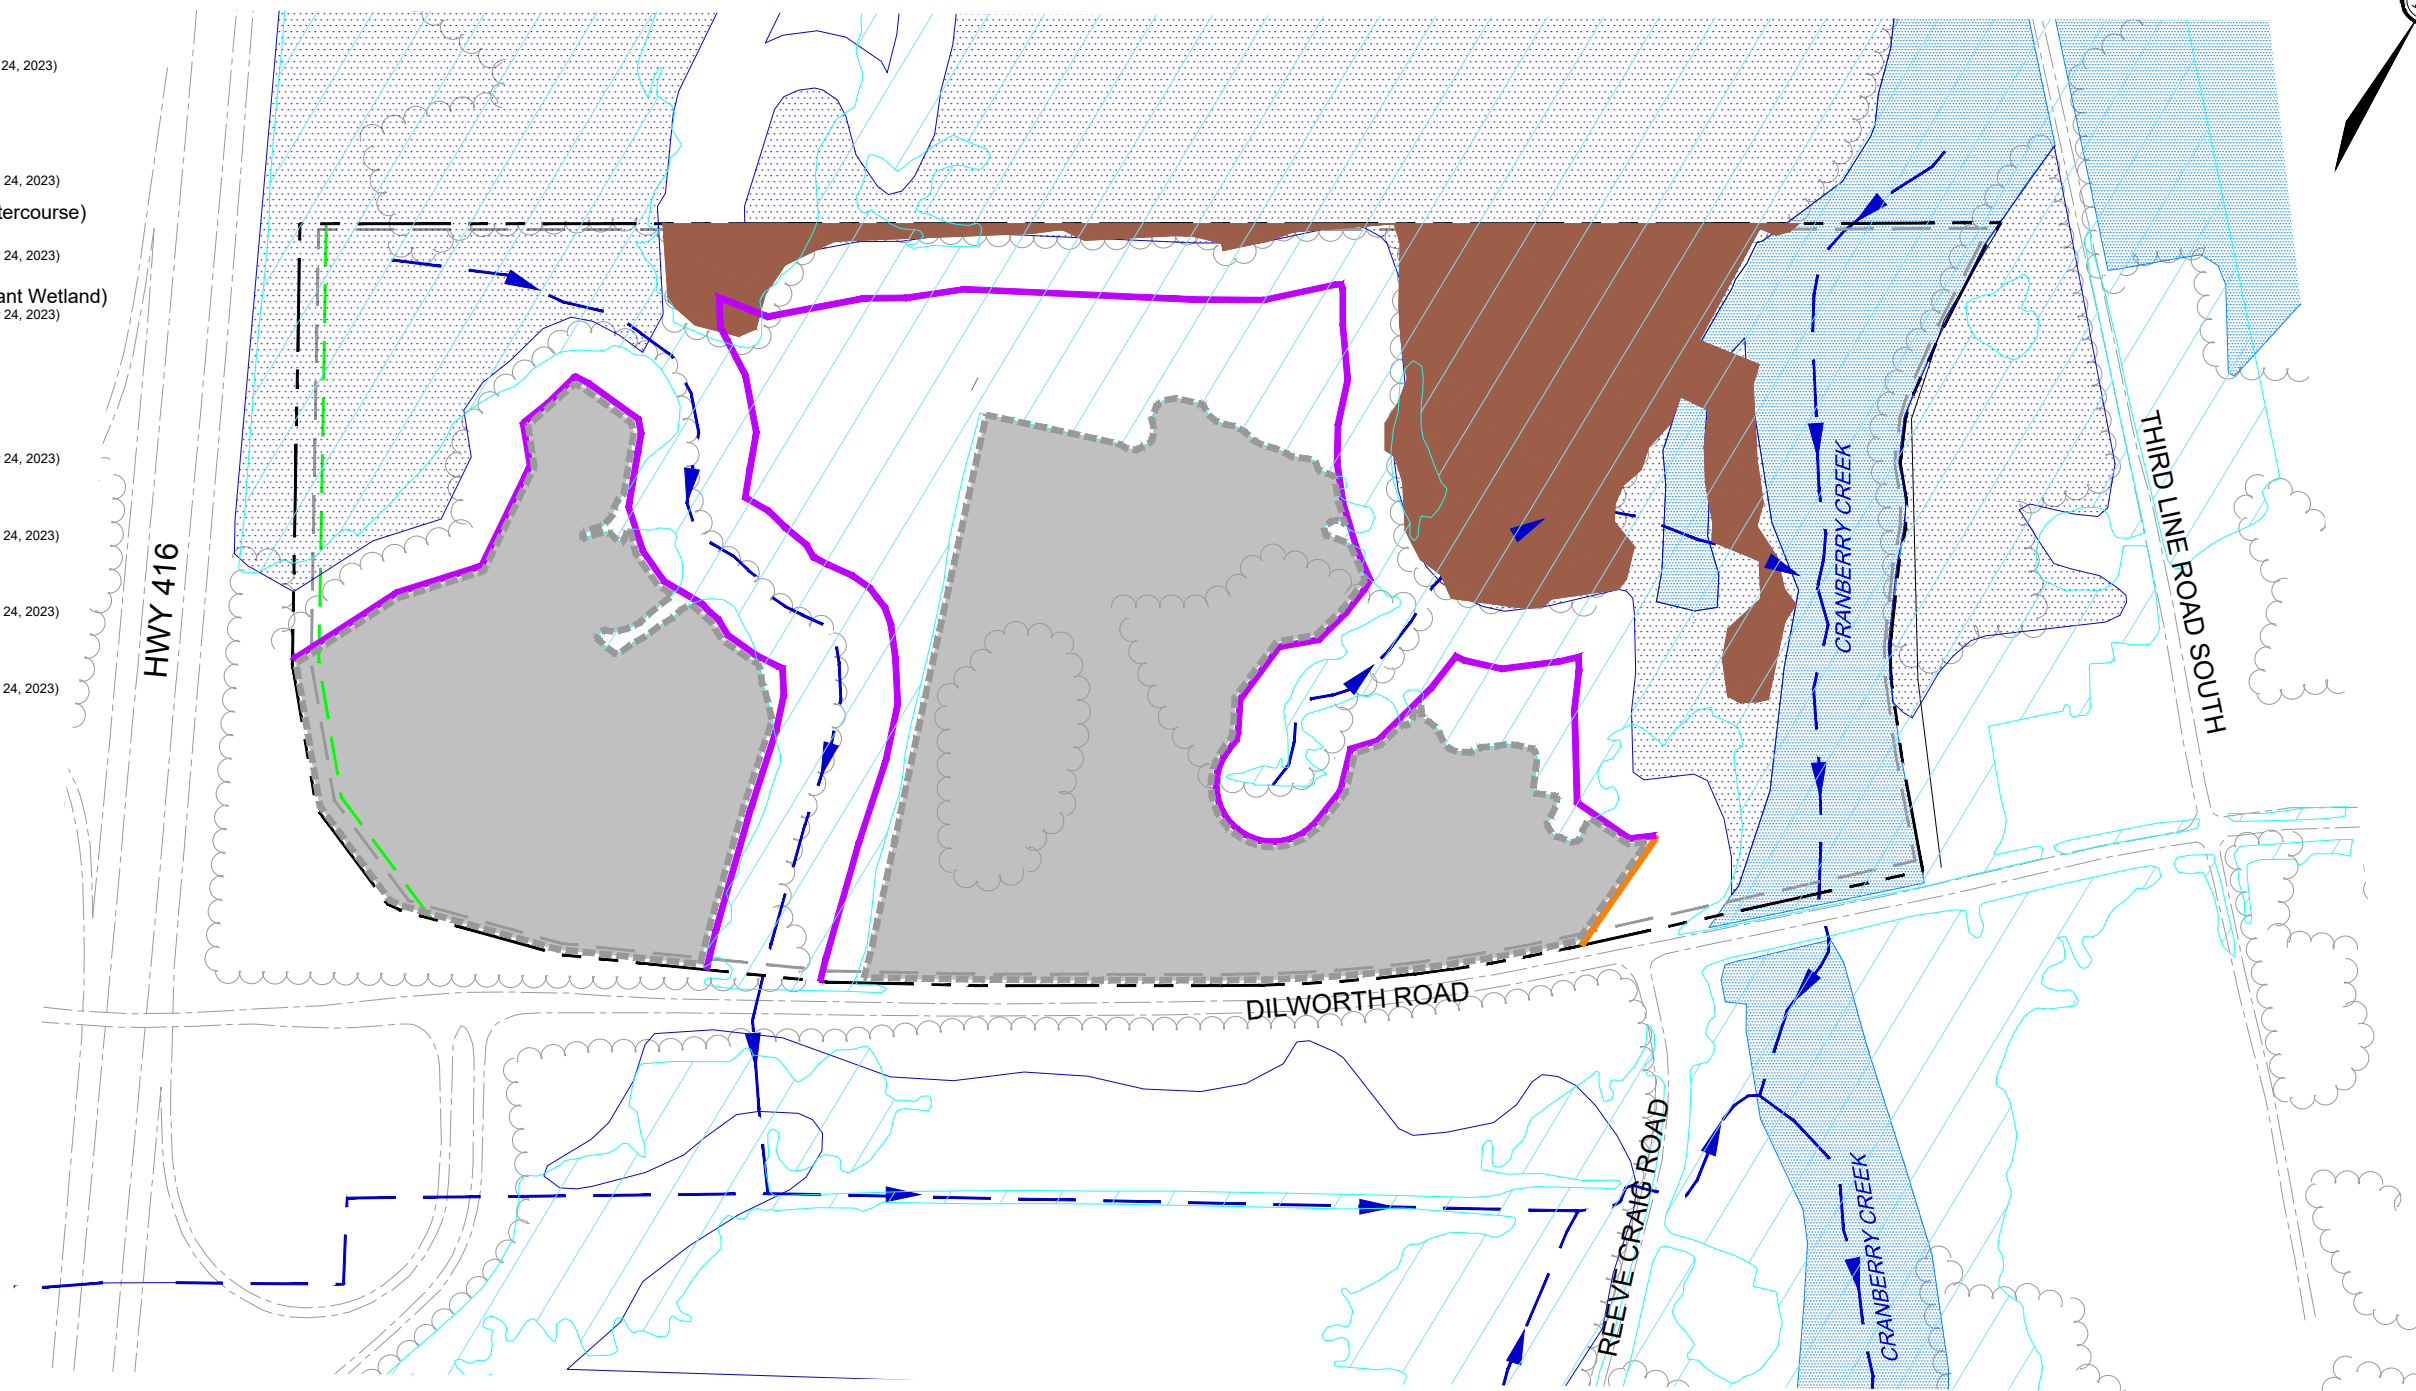 24, 2023)
24, 2023)
tercourse)
24, 2023)
ant Wetland)
24, 2023)
24, 2023)
24, 2023)
24, 2023)
24, 2023)
HWY 416
CRANBERRY CREEK
THIRD LINE ROAD SOUTH
DILWORTH ROAD
REEVE CRAIG ROAD
CRANBERRY CREEK